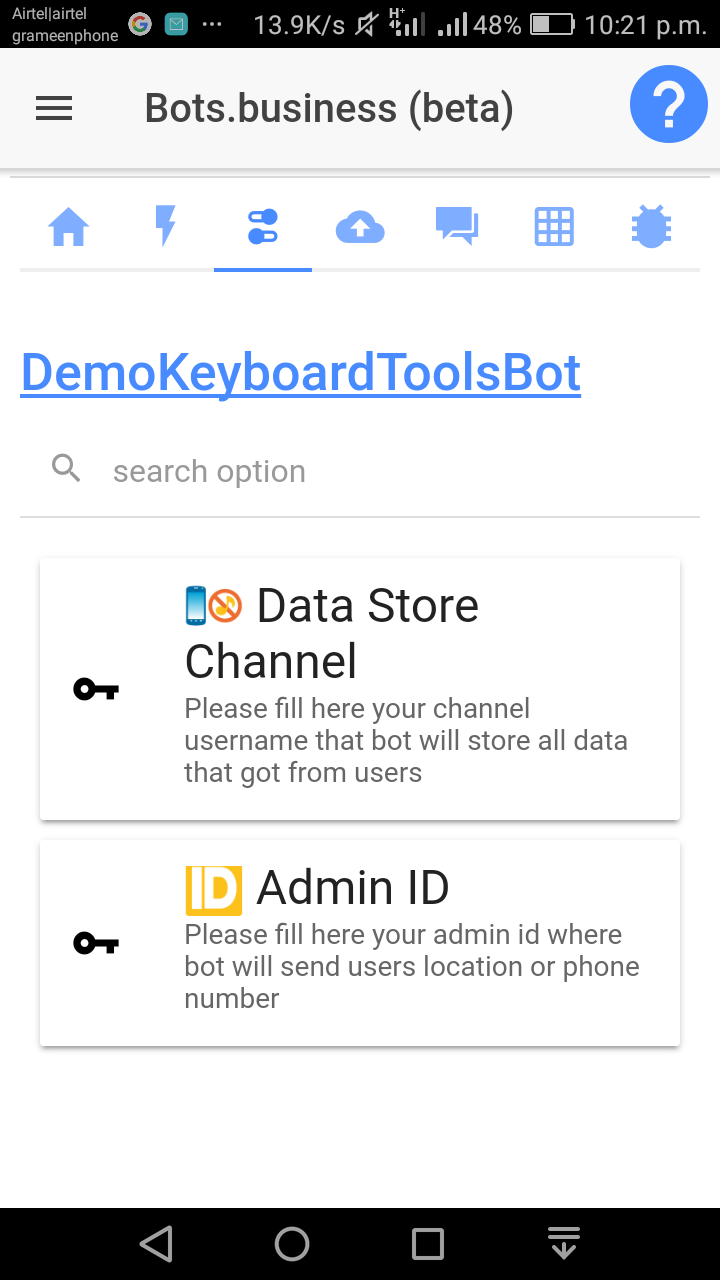 Airtel|airtel
grameenphone
13.9K/s H+ 48% 10:21 p.m.
Bots.business (beta) ?
DemoKeyboardToolsBot
search option
Data Store
Channel
Please fill here your channel
username that bot will store all data
that got from users
ID Admin ID
Please fill here your admin id where
bot will send users location or phone
number